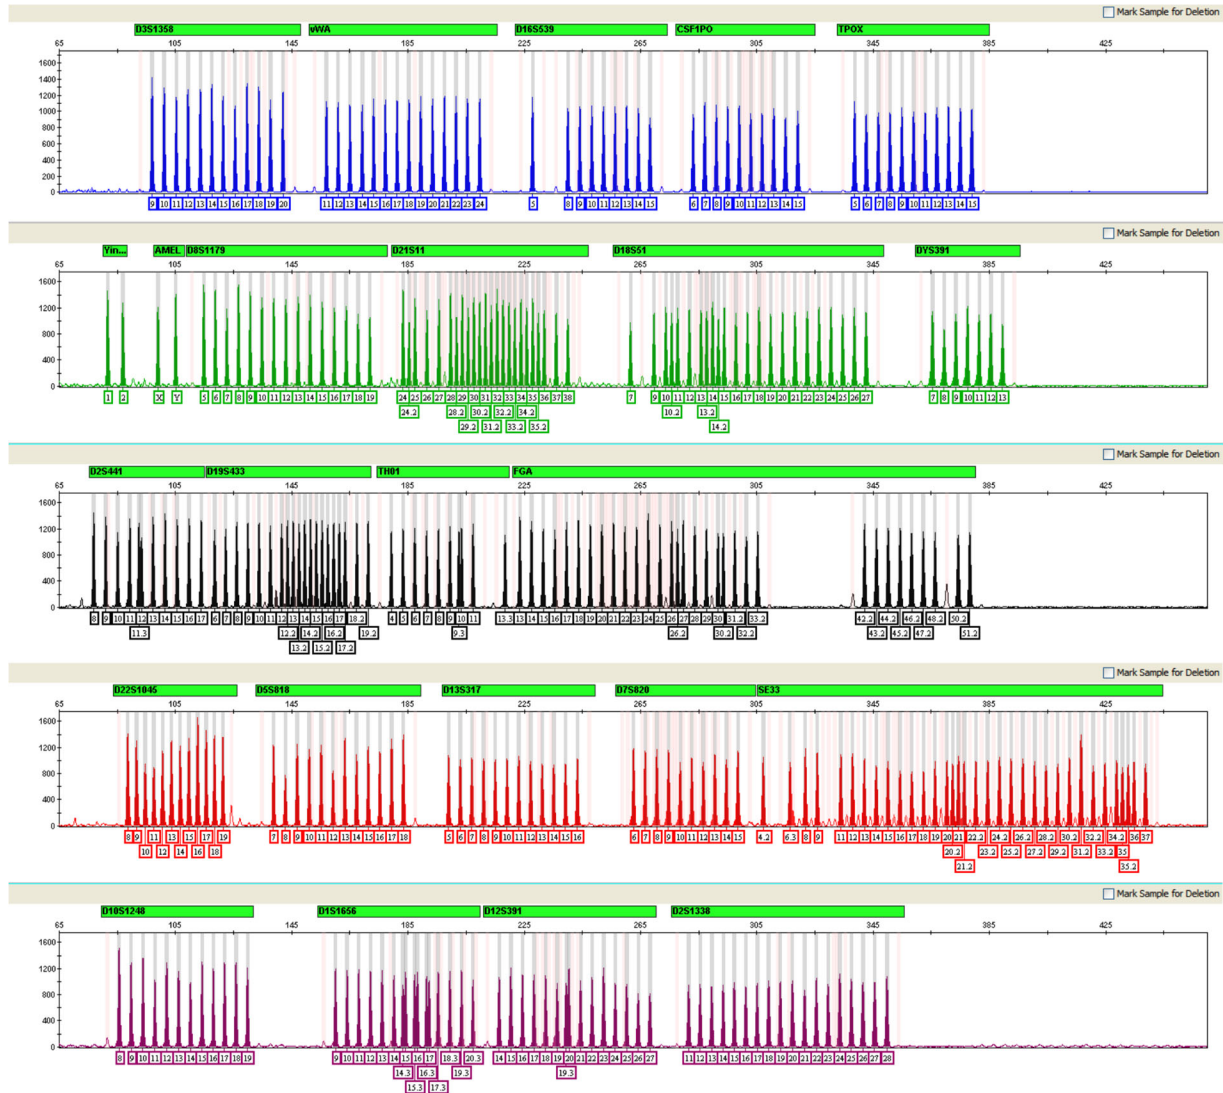 Mark Sample for Deletion
D3S1358 vWA D16S539 CSF1PO TPOX
65 105 145 185 225 265 305 345 385 425
1600
1400
1200
1000
800
600
400
200
0
9 10 11 12 13 14 15 16 17 18 19 20 11 12 13 14 15 16 17 18 19 20 21 22 23 24 5 8 9 10 11 12 13 14 15 6 7 8 9 10 11 12 13 14 15 5 6 7 8 9 10 11 12 13 14 15
Mark Sample for Deletion
Yin... AMEL D8S1179 D21S11 D18S51 DYS391
65 105 145 185 225 265 305 345 385 425
1600
1200
800
400
0
1 2 X Y 5 6 7 8 9 10 11 12 13 14 15 16 17 18 19 24 25 26 27 28 29 30 31 32 33 34 35 36 37 38 7 9 10 11 12 13 14 15 16 17 18 19 20 21 22 23 24 25 26 27 7 8 9 10 11 12 13
24.2 28.2 30.2 32.2 34.2 10.2 13.2
29.2 31.2 33.2 35.2 14.2
Mark Sample for Deletion
D2S441 D19S433 TH01 FGA
65 105 145 185 225 265 305 345 385 425
1600
1200
800
400
0
8 9 10 11 12 13 14 15 16 17 6 7 8 9 10 11 12 13 14 15 16 17 18.2 4 5 6 7 8 9 10 11 13.3 13 14 15 16 17 18 19 20 21 22 23 24 25 26 27 28 29 30 31.2 33.2 42.2 44.2 46.2 48.2 50.2
11.3 12.2 14.2 16.2 19.2 9.3 26.2 30.2 32.2 43.2 45.2 47.2 51.2
13.2 15.2 17.2
Mark Sample for Deletion
D22S1045 D5S818 D13S317 D7S820 SE33
65 105 145 185 225 265 305 345 385 425
1600
1200
800
400
0
8 9 11 13 15 17 19 7 8 9 10 11 12 13 14 15 16 17 18 5 6 7 8 9 10 11 12 13 14 15 16 6 7 8 9 10 11 12 13 14 15 4.2 6.3 8 9 11 12 13 14 15 16 17 18 19 20 21 22.2 24.2 26.2 28.2 30.2 32.2 34.2 36 37
10 12 14 16 18 20.2 23.2 25.2 27.2 29.2 31.2 33.2 35
21.2 35.2
Mark Sample for Deletion
D10S1248 D1S1656 D12S391 D2S1338
65 105 145 185 225 265 305 345 385 425
1600
1200
800
400
0
8 9 10 11 12 13 14 15 16 17 18 19 9 10 11 12 13 14 15 16 17 18.3 20.3 14 15 16 17 18 19 20 21 22 23 24 25 26 27 11 12 13 14 15 16 17 18 19 20 21 22 23 24 25 26 27 28
14.3 16.3 19.3 19.3
15.3 17.3